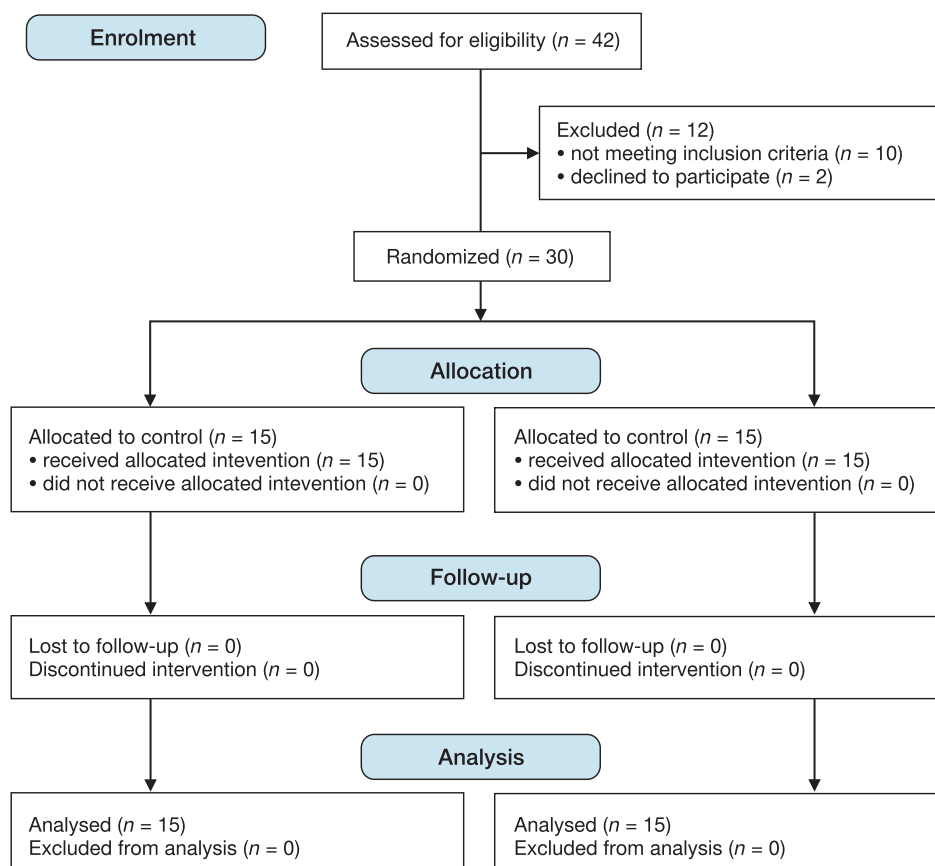 Enrolment
Assessed for eligibility (n = 42)
Excluded (n = 12)
• not meeting inclusion criteria (n = 10)
• declined to participate (n = 2)
Randomized (n = 30)
Allocation
Allocated to control (n = 15)
• received allocated intevention (n = 15)
• did not receive allocated intevention (n = 0)
Allocated to control (n = 15)
• received allocated intevention (n = 15)
• did not receive allocated intevention (n = 0)
Follow-up
Lost to follow-up (n = 0)
Discontinued intervention (n = 0)
Lost to follow-up (n = 0)
Discontinued intervention (n = 0)
Analysis
Analysed (n = 15)
Excluded from analysis (n = 0)
Analysed (n = 15)
Excluded from analysis (n = 0)